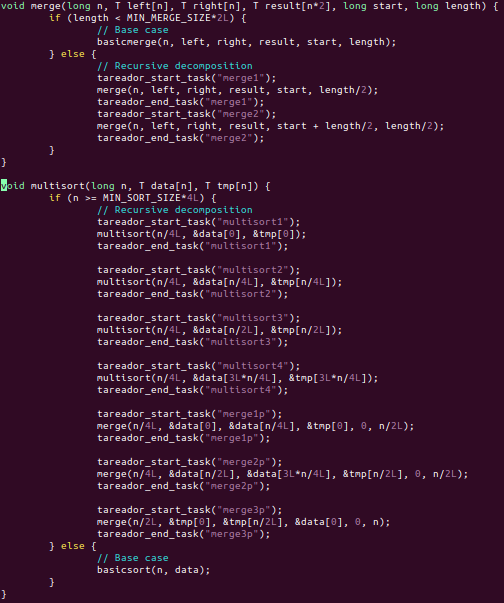 void merge(long n, T left[n], T right[n], T result[n*2], long start, long length) {
if (length < MIN_MERGE_SIZE*2L) {
// Base case
basicmerge(n, left, right, result, start, length);
} else {
// Recursive decomposition
tareador_start_task("merge1");
merge(n, left, right, result, start, length/2);
tareador_end_task("merge1");
tareador_start_task("merge2");
merge(n, left, right, result, start + length/2, length/2);
tareador_end_task("merge2");
}
}
void multisort(long n, T data[n], T tmp[n]) {
if (n >= MIN_SORT_SIZE*4L) {
// Recursive decomposition
tareador_start_task("multisort1");
multisort(n/4L, &data[0], &tmp[0]);
tareador_end_task("multisort1");
tareador_start_task("multisort2");
multisort(n/4L, &data[n/4L], &tmp[n/4L]);
tareador_end_task("multisort2");
tareador_start_task("multisort3");
multisort(n/4L, &data[n/2L], &tmp[n/2L]);
tareador_end_task("multisort3");
tareador_start_task("multisort4");
multisort(n/4L, &data[3L*n/4L], &tmp[3L*n/4L]);
tareador_end_task("multisort4");
tareador_start_task("merge1p");
merge(n/4L, &data[0], &data[n/4L], &tmp[0], 0, n/2L);
tareador_end_task("merge1p");
tareador_start_task("merge2p");
merge(n/4L, &data[n/2L], &data[3L*n/4L], &tmp[n/2L], 0, n/2L);
tareador_end_task("merge2p");
tareador_start_task("merge3p");
merge(n/2L, &tmp[0], &tmp[n/2L], &data[0], 0, n);
tareador_end_task("merge3p");
} else {
// Base case
basicsort(n, data);
}
}